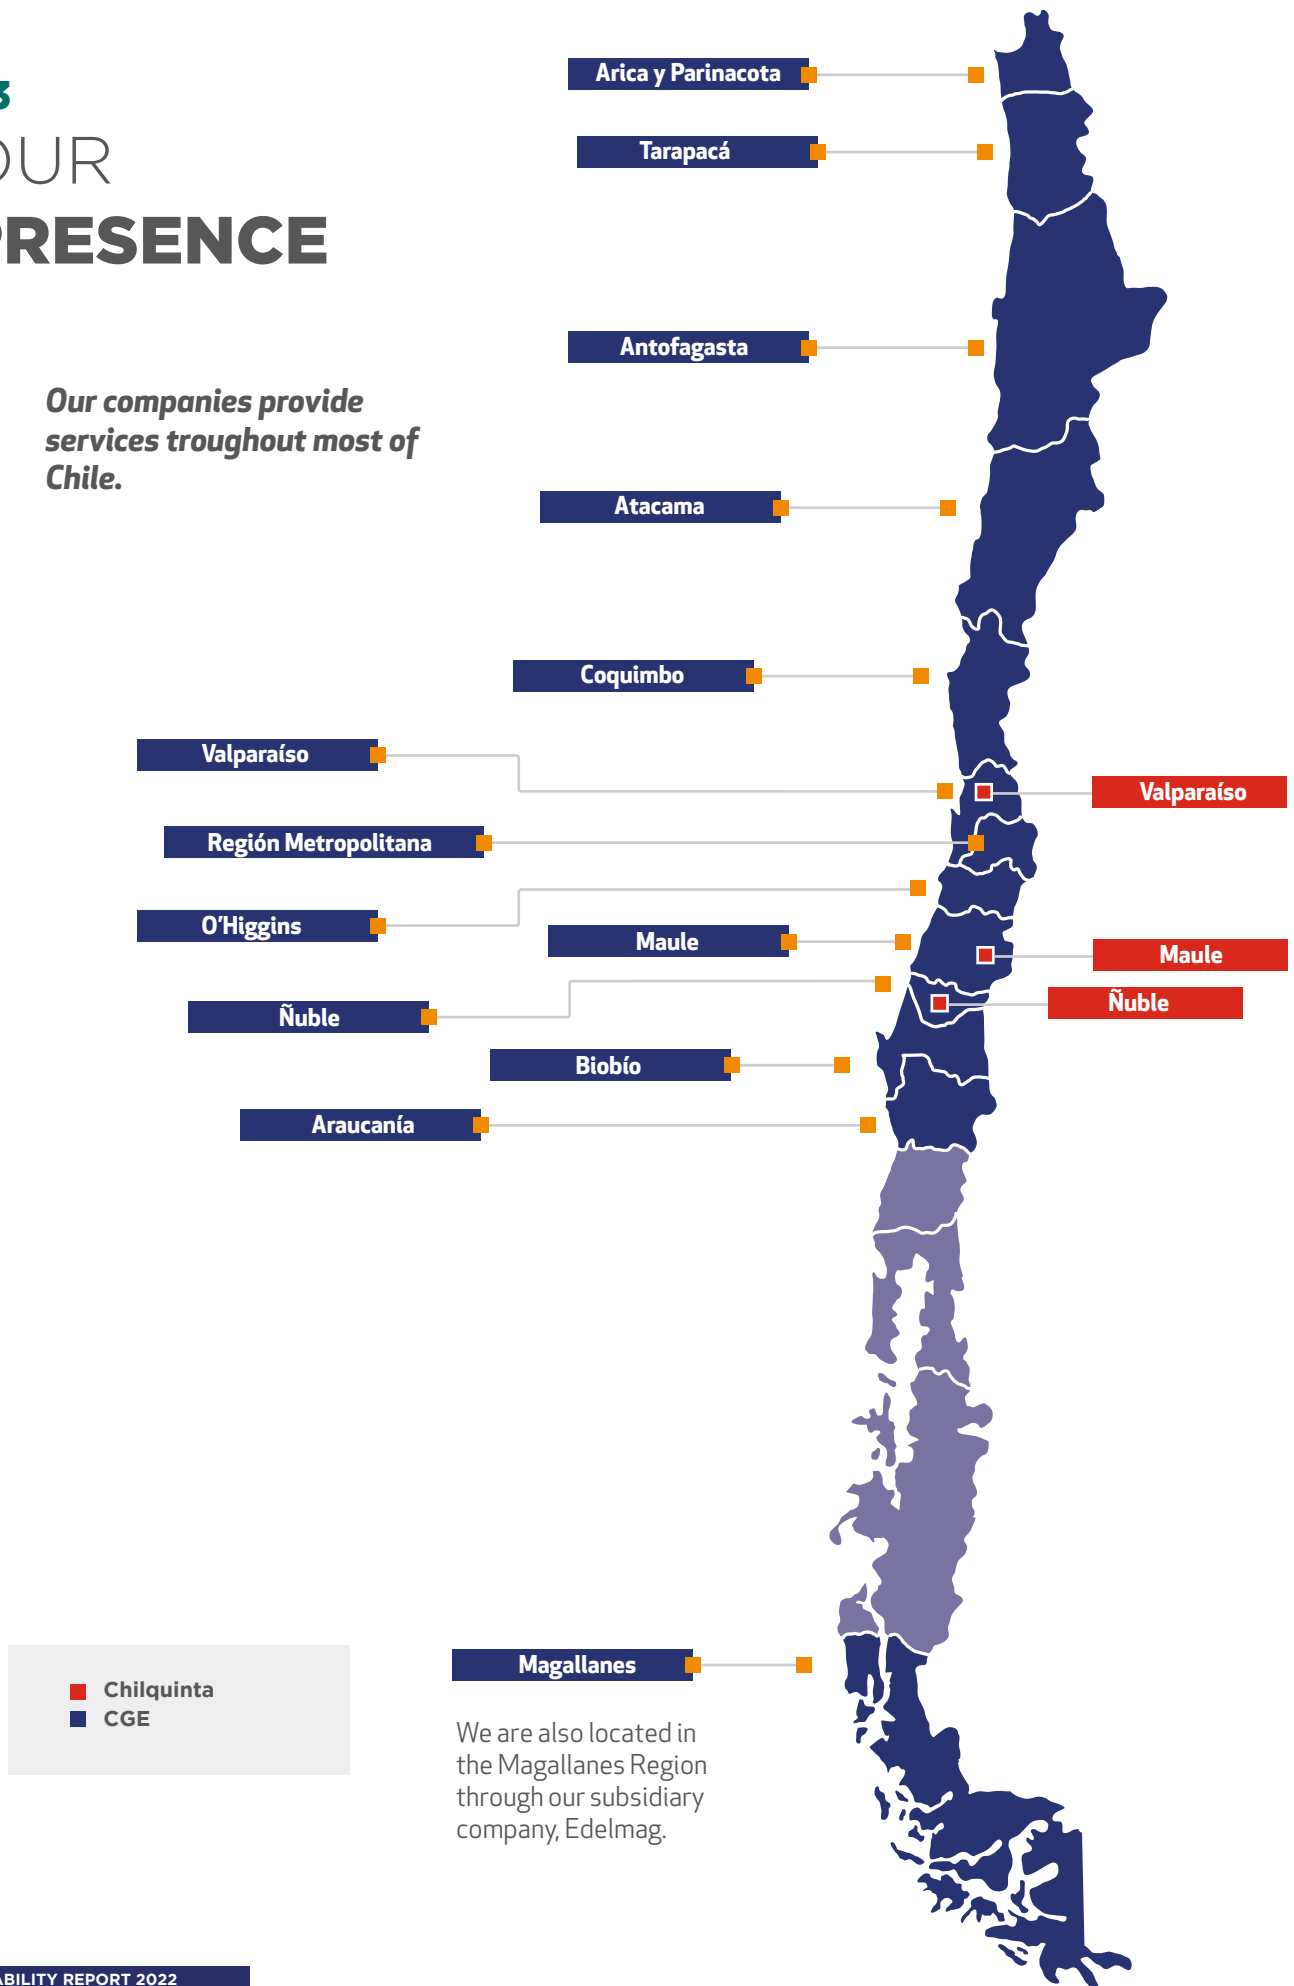 3
OUR
PRESENCE
Our companies provide
services troughout most of
Chile.
Arica y Parinacota
Tarapacá
Antofagasta
Atacama
Coquimbo
Valparaíso
Valparaíso
Región Metropolitana
O'Higgins
Maule
Maule
Ñuble
Ñuble
Biobío
Araucanía
Magallanes
We are also located in
the Magallanes Region
through our subsidiary
company, Edelmag.
Chilquinta
CGE
ABILITY REPORT 2022